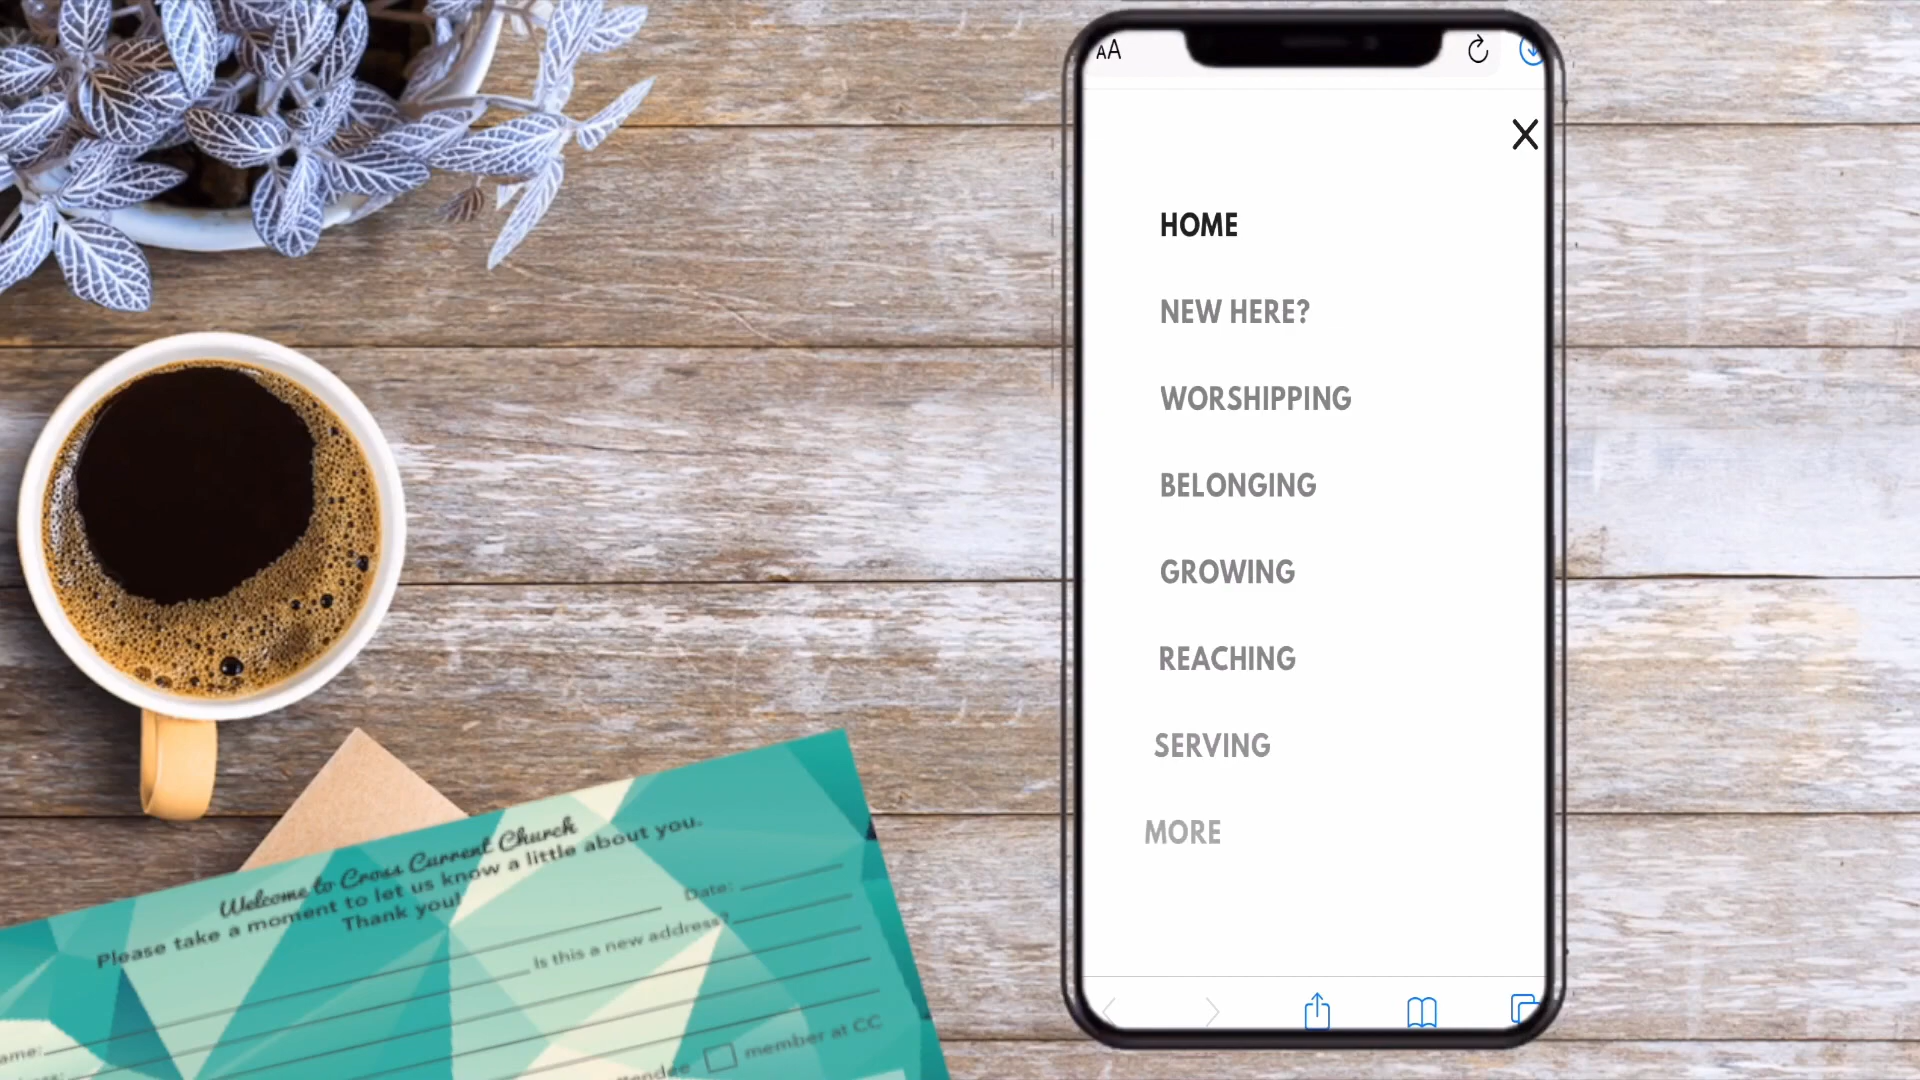 AA
HOME
NEW HERE?
WORSHIPPING
BELONGING
GROWING
REACHING
SERVING
MORE
Welcome to Cross Current Church
Please take a moment to let us know a little about you.
Thank you!
Date:
Is this a new address?
member at CC